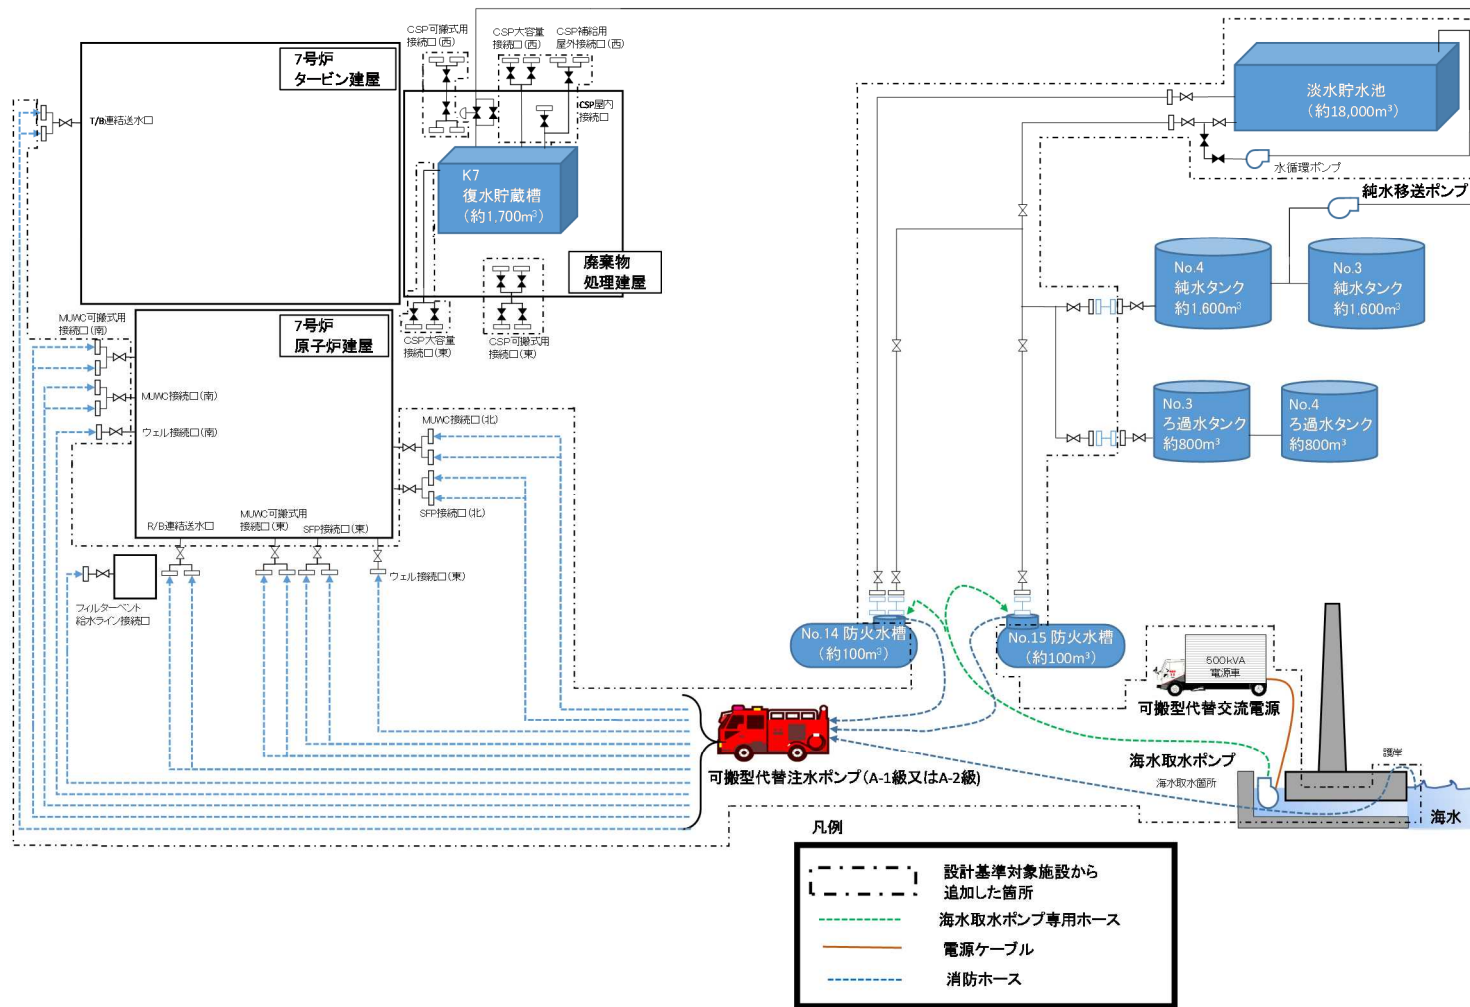 7号炉
タービン建屋
T/B連結送水口
CSP可搬式用
接続口(西)
CSP大容量
接続口(西)
CSP補給用
屋外接続口(西)
CSP屋内
接続口
K7
復水貯蔵槽
(約1,700m³)
廃棄物
処理建屋
CSP大容量
接続口(東)
CSP可搬式用
接続口(東)
淡水貯水池
(約18,000m³)
水循環ポンプ
純水移送ポンプ
No.4
純水タンク
約1,600m³
No.3
純水タンク
約1,600m³
No.3
ろ過水タンク
約800m³
No.4
ろ過水タンク
約800m³
MUWC可搬式用
接続口(南)
7号炉
原子炉建屋
MUWC接続口(南)
ウェル接続口(南)
MUWC接続口(北)
SFP接続口(北)
R/B連結送水口
MUWC可搬式用
接続口(東)
SFP接続口(東)
ウェル接続口(東)
フィルターベント
給水ライン接続口
No.14 防火水槽
(約100m³)
No.15 防火水槽
(約100m³)
500kVA
電源車
可搬型代替交流電源
可搬型代替注水ポンプ(A-1級又はA-2級)
海水取水ポンプ
海水取水箇所
護岸
海水
凡例
設計基準対象施設から
追加した箇所
海水取水ポンプ専用ホース
電源ケーブル
消防ホース